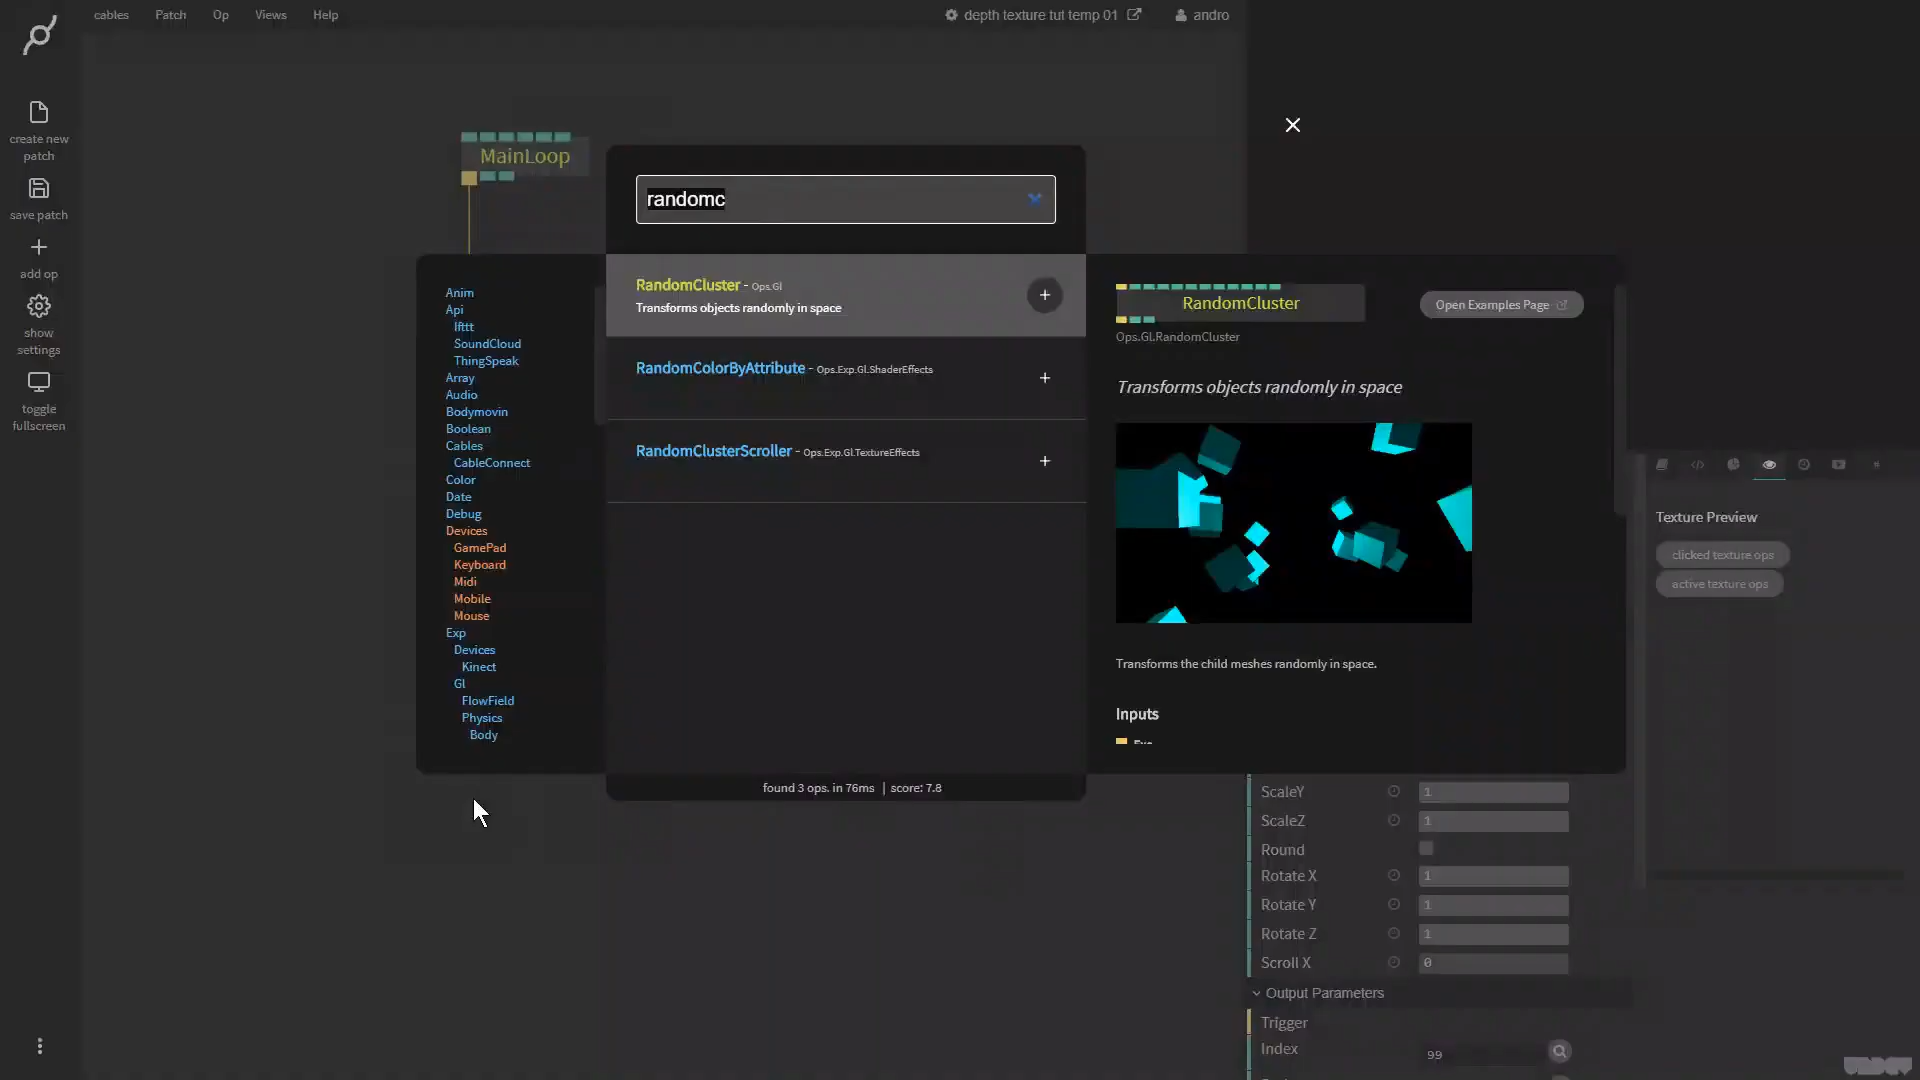 cables Patch Op Views Help depth texture tut temp 01 andro
create new
patch
save patch
add op
show
settings
toggle
fullscreen
MainLoop
randomc
Anim
Api
Ifttt
SoundCloud
ThingSpeak
Array
Audio
Bodymovin
Boolean
Cables
CableConnect
Color
Date
Debug
Devices
GamePad
Keyboard
Midi
Mobile
Mouse
Exp
Devices
Kinect
Gl
FlowField
Physics
Body
RandomCluster - Ops.Gl
Transforms objects randomly in space
RandomColorByAttribute - Ops.Exp.Gl.ShaderEffects
RandomClusterScroller - Ops.Exp.Gl.TextureEffects
found 3 ops. in 76ms | score: 7.8
RandomCluster
Open Examples Page
Ops.Gl.RandomCluster
Transforms objects randomly in space
Transforms the child meshes randomly in space.
Inputs
Texture Preview
clicked texture ops
active texture ops
ScaleY 1
ScaleZ 1
Round
Rotate X 1
Rotate Y 1
Rotate Z 1
Scroll X 0
Output Parameters
Trigger
Index 99